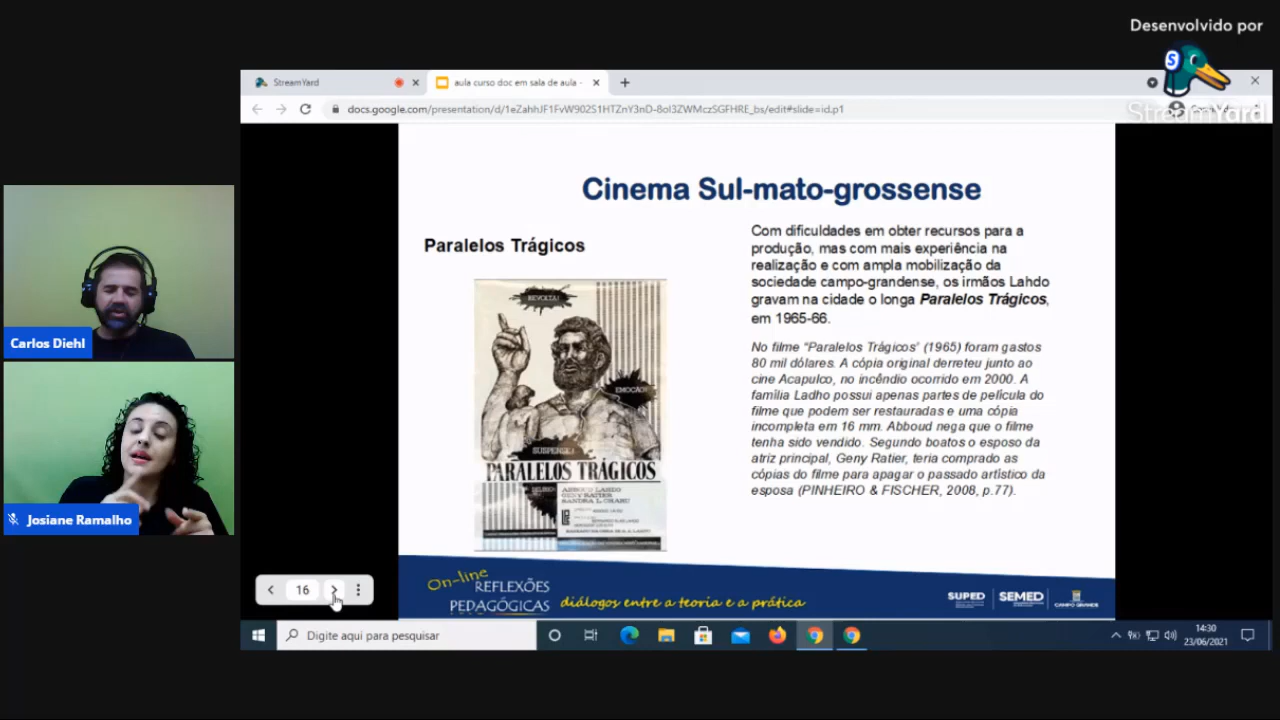 Desenvolvido por
StreamYard
StreamYard
aula curso doc em sala de aula -
docs.google.com/presentation/d/1eZahhJF1FvW902S1HTZnY3nD-8oI3ZWMczSGFHRE_bs/edit#slide=id.p1
Cinema Sul-mato-grossense
Paralelos Trágicos
REVOLTA!
EMOÇÃO!
SUSPENSE!
PARALELOS TRÁGICOS
ABBOUD LAHDO
GENY RATIER
Com dificuldades em obter recursos para a
produção, mas com mais experiência na
realização e com ampla mobilização da
sociedade campo-grandense, os irmãos Lahdo
gravam na cidade o longa Paralelos Trágicos,
em 1965-66.
No filme “Paralelos Trágicos” (1965) foram gastos
80 mil dólares. A cópia original derreteu junto ao
cine Acapulco, no incêndio ocorrido em 2000. A
família Ladho possui apenas partes de película do
filme que podem ser restauradas e uma cópia
incompleta em 16 mm. Abboud nega que o filme
tenha sido vendido. Segundo boatos o esposo da
atriz principal, Geny Ratier, teria comprado as
cópias do filme para apagar o passado artístico da
esposa (PINHEIRO & FISCHER, 2008, p.77).
Carlos Diehl
Josiane Ramalho
16
On-line
REFLEXÕES
PEDAGÓGICAS
diálogos entre a teoria e a prática
SUPED
SEMED
CAMPO GRANDE
Digite aqui para pesquisar
14:30
23/06/2021